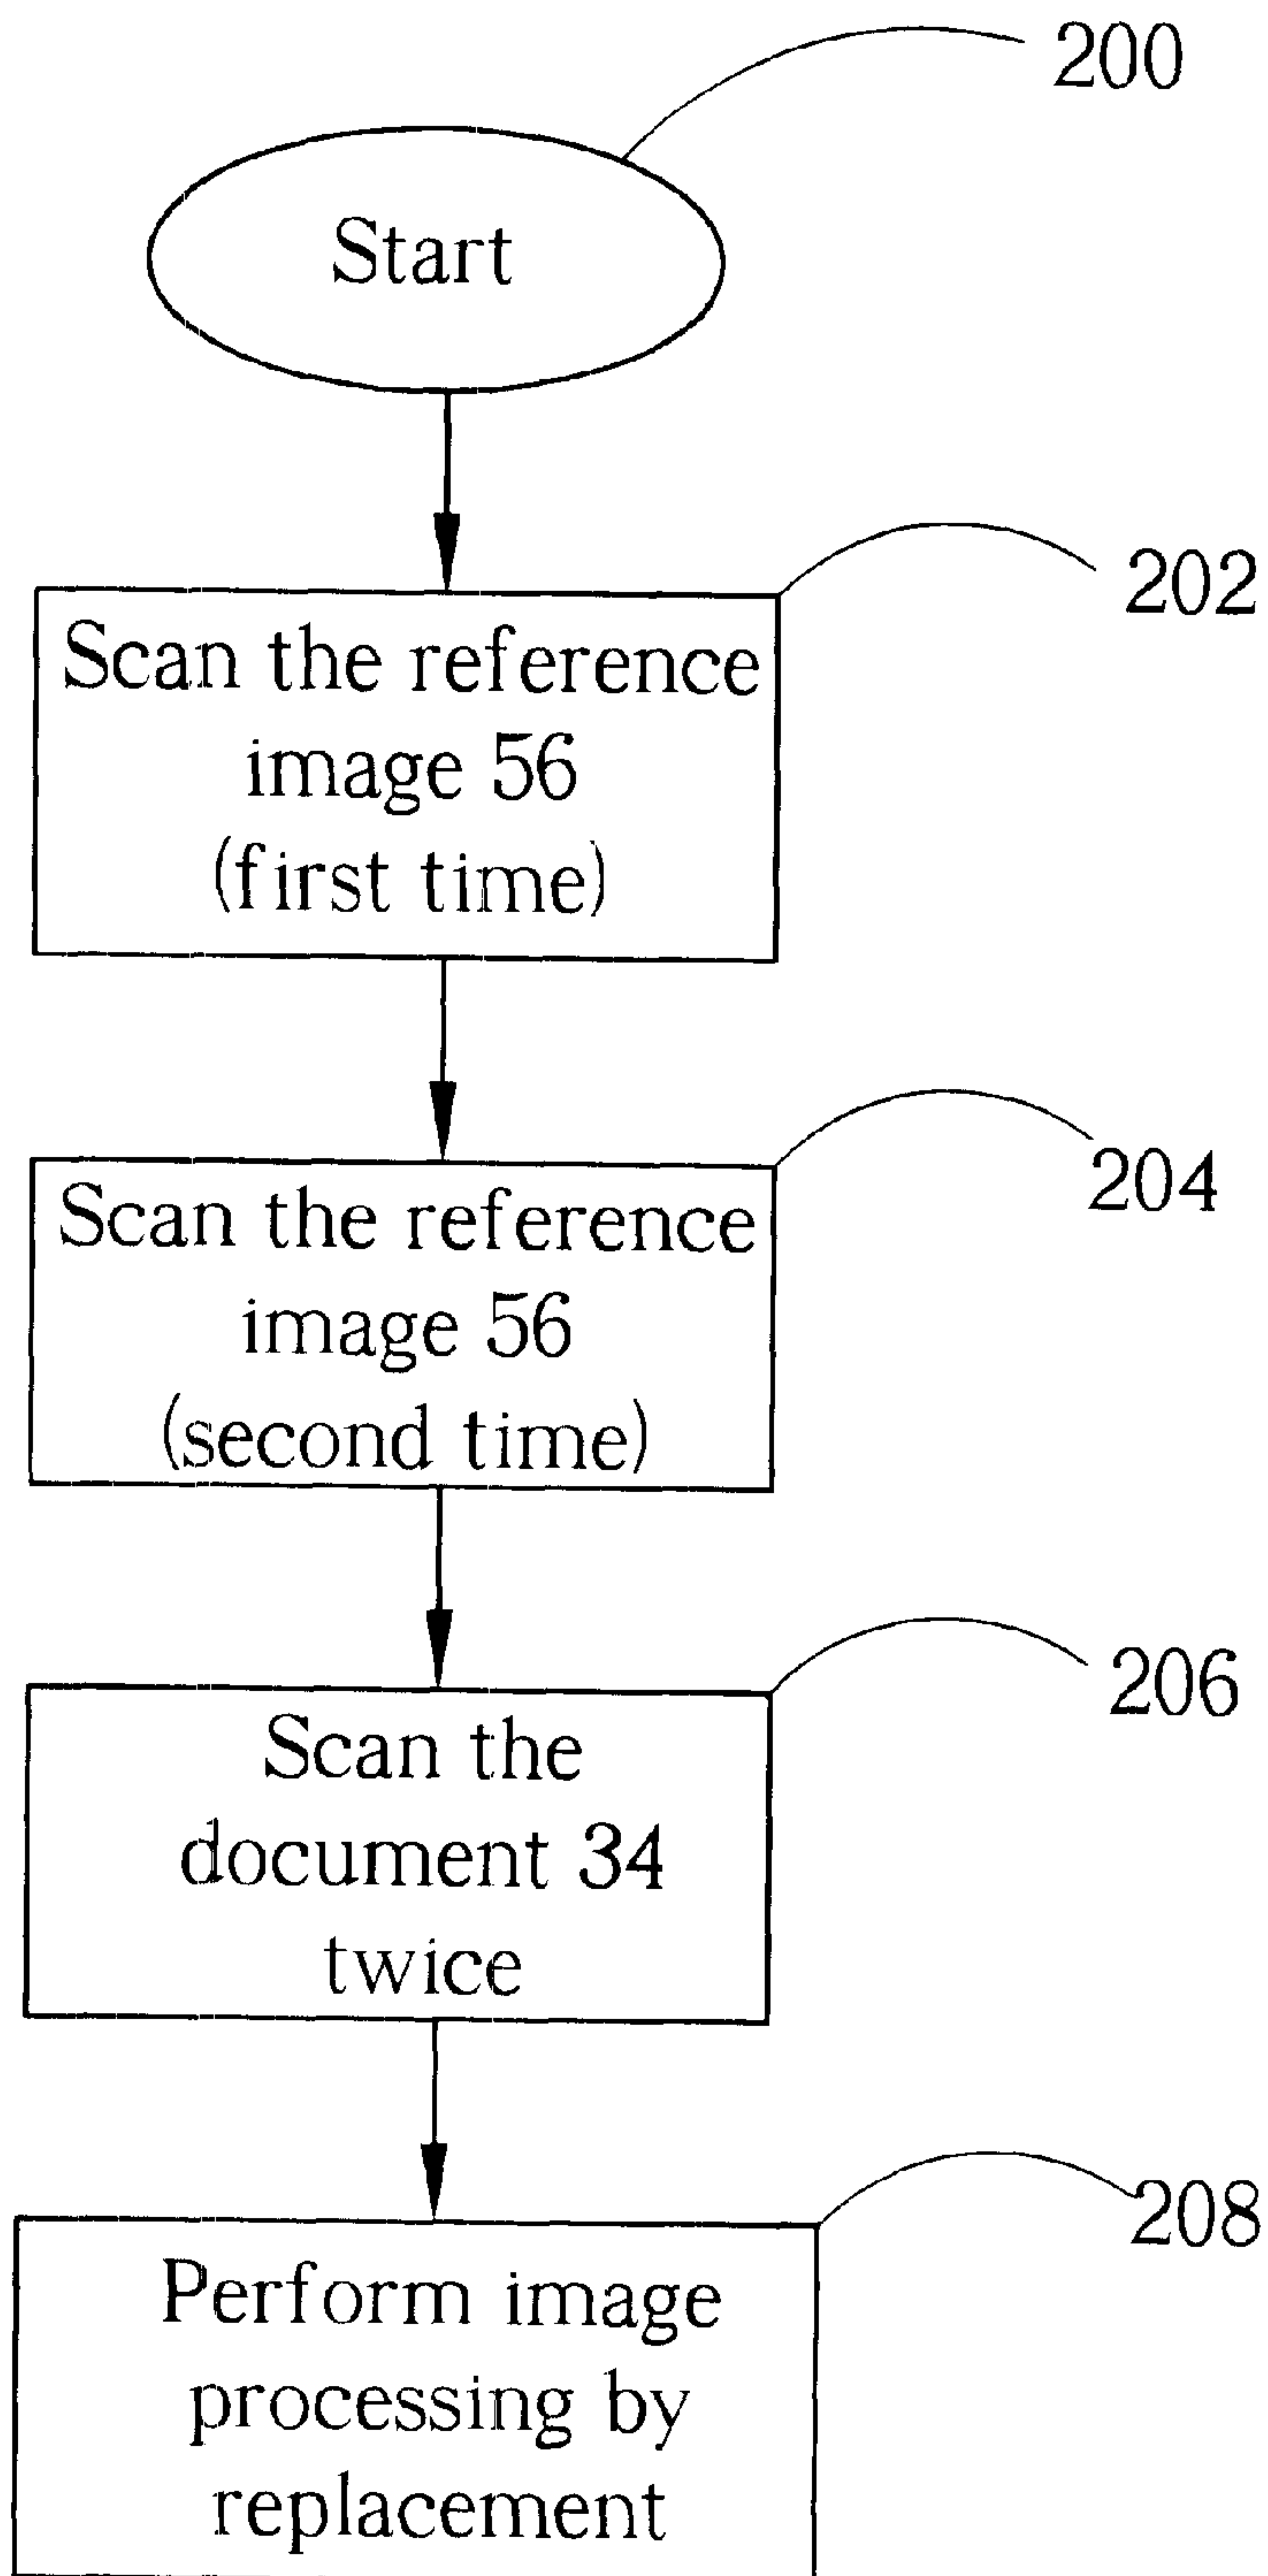 200
Start
202
Scan the reference
image 56
(first time)
204
Scan the reference
image 56
(second time)
206
Scan the
document 34
twice
208
Perform image
processing by
replacement